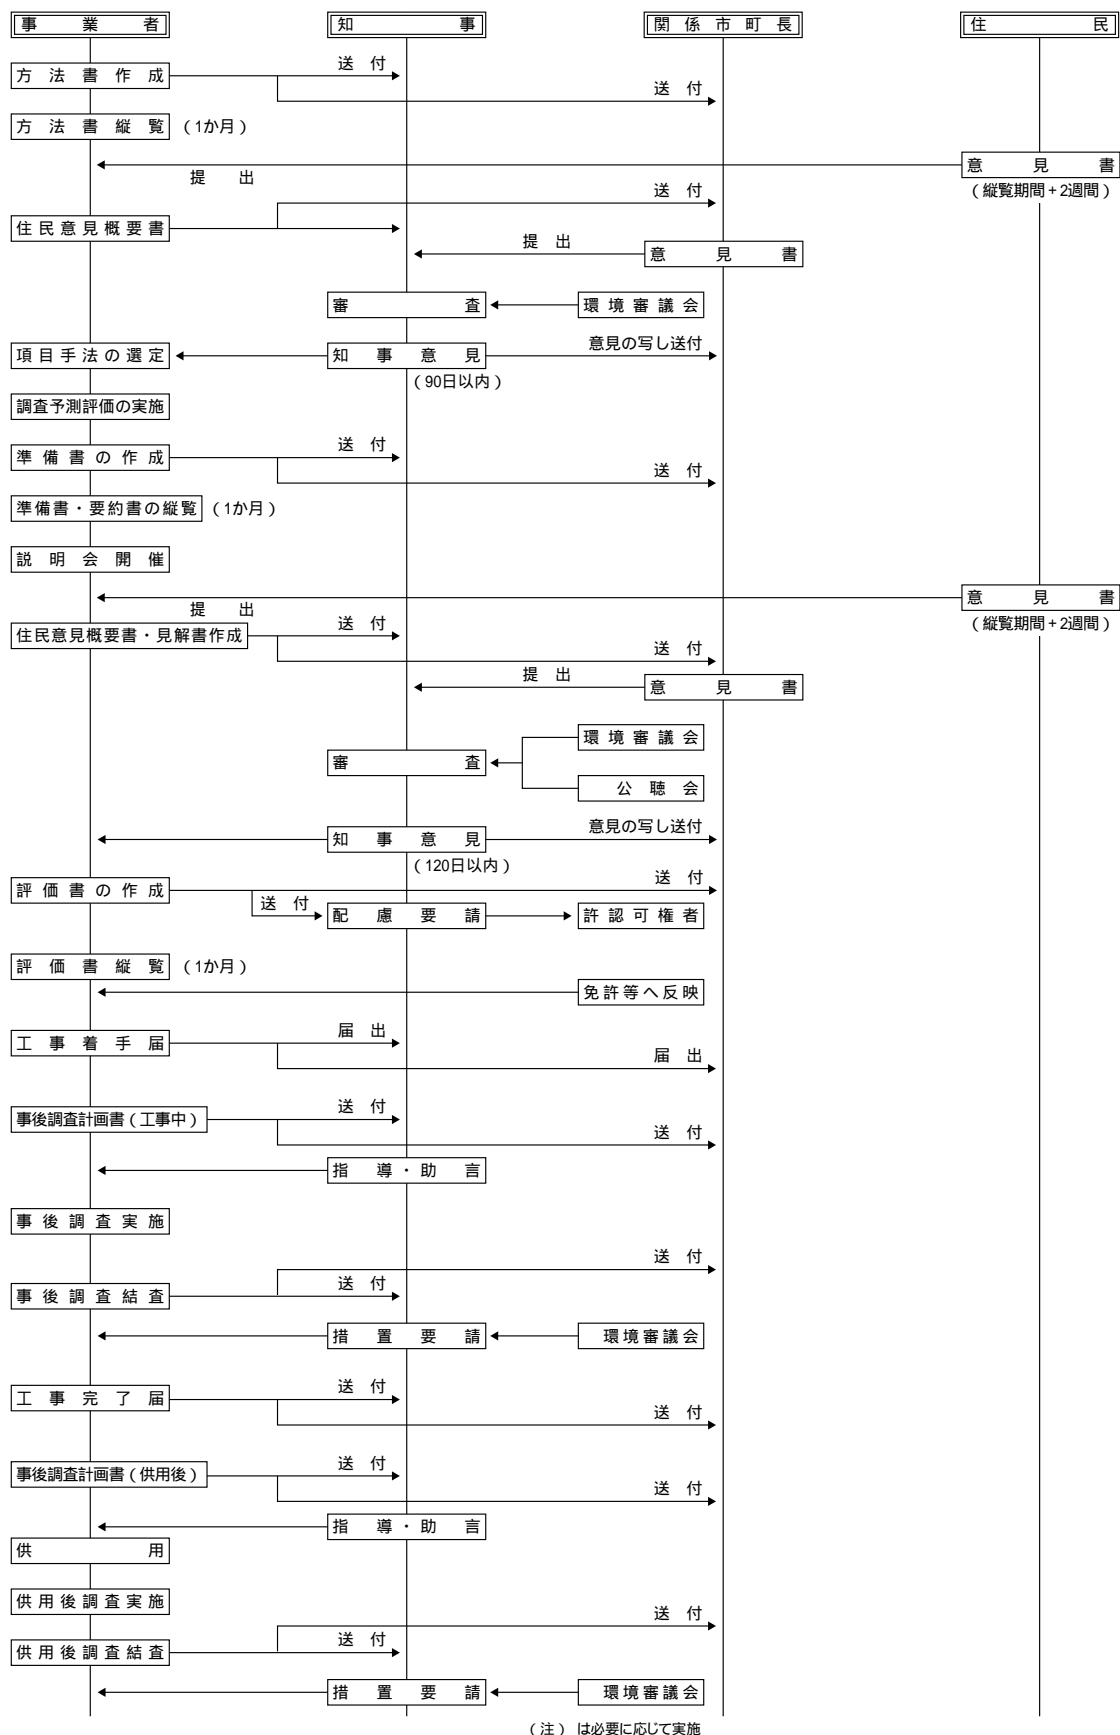 事業者 知事 関係市町長 住民
送付
方法書作成
送付
方法書縦覧 （1か月）
意見書
提出
（縦覧期間＋2週間）
送付
住民意見概要書
提出
意見書
審査 環境審議会
意見の写し送付
項目手法の選定 知事意見
（90日以内）
調査予測評価の実施
送付
準備書の作成
送付
準備書・要約書の縦覧 （1か月）
説明会開催
意見書
提出
（縦覧期間＋2週間）
送付
住民意見概要書・見解書作成
送付
提出
意見書
環境審議会
審査
公聴会
意見の写し送付
知事意見
（120日以内）
送付
評価書の作成
送付
配慮要請 許認可権者
評価書縦覧 （1か月）
免許等へ反映
届出
工事着手届
届出
送付
事後調査計画書（工事中）
送付
指導・助言
事後調査実施
送付
送付
事後調査結査
措置要請 環境審議会
送付
工事完了届
送付
送付
事後調査計画書（供用後）
送付
指導・助言
供用
供用後調査実施
送付
送付
供用後調査結査
措置要請 環境審議会
（注） は必要に応じて実施